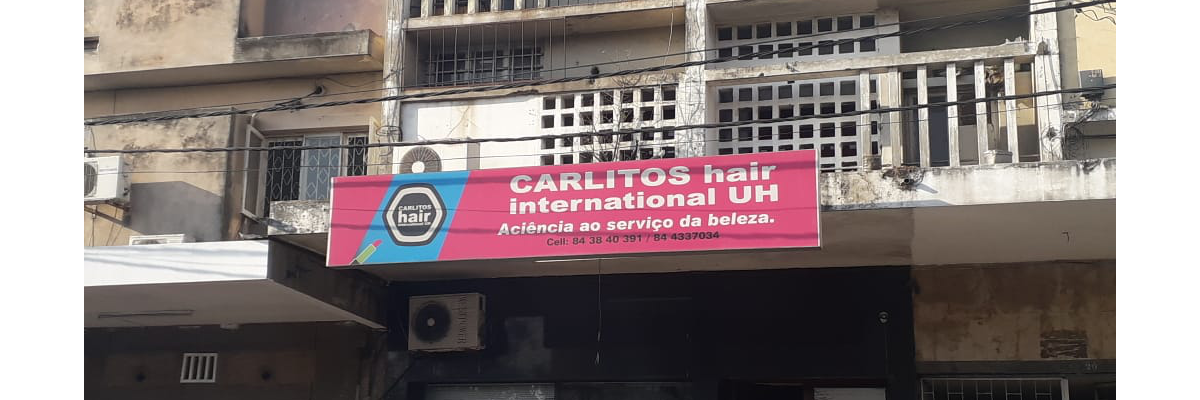 CARLITOS hair
international UH
Aciência ao serviço da beleza.
Cell: 84 38 40 391 / 84 4337034
CARLITOS
hair